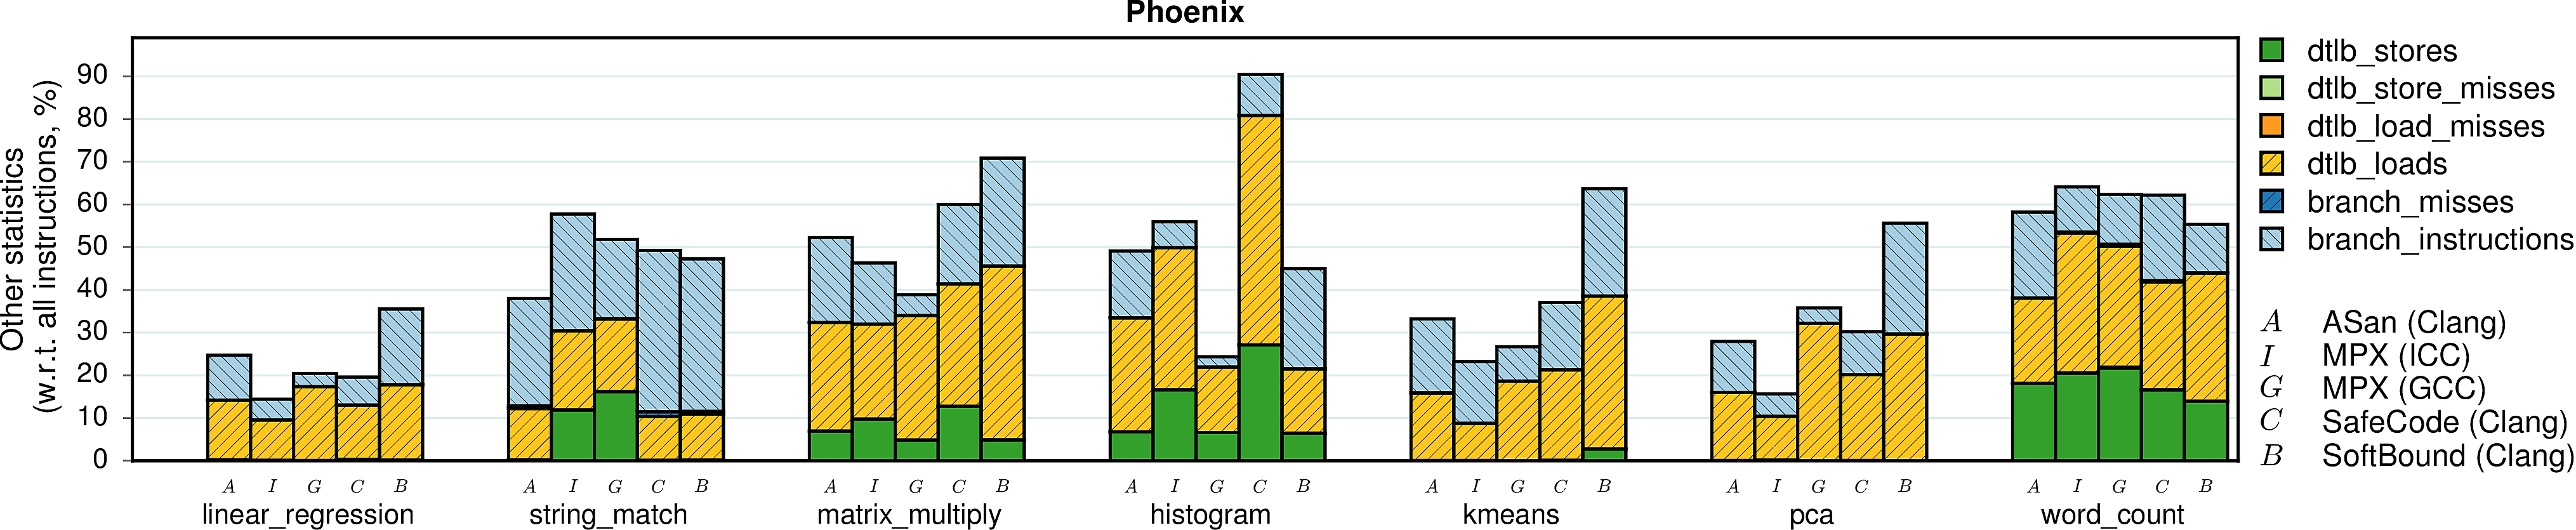 Phoenix
Other statistics
(w.r.t. all instructions, %)
90
80
70
60
50
40
30
20
10
0
A I G C B
linear_regression
A I G C B
string_match
A I G C B
matrix_multiply
A I G C B
histogram
A I G C B
kmeans
A I G C B
pca
A I G C B
word_count
dtlb_stores
dtlb_store_misses
dtlb_load_misses
dtlb_loads
branch_misses
branch_instructions
A ASan (Clang)
I MPX (ICC)
G MPX (GCC)
C SafeCode (Clang)
B SoftBound (Clang)